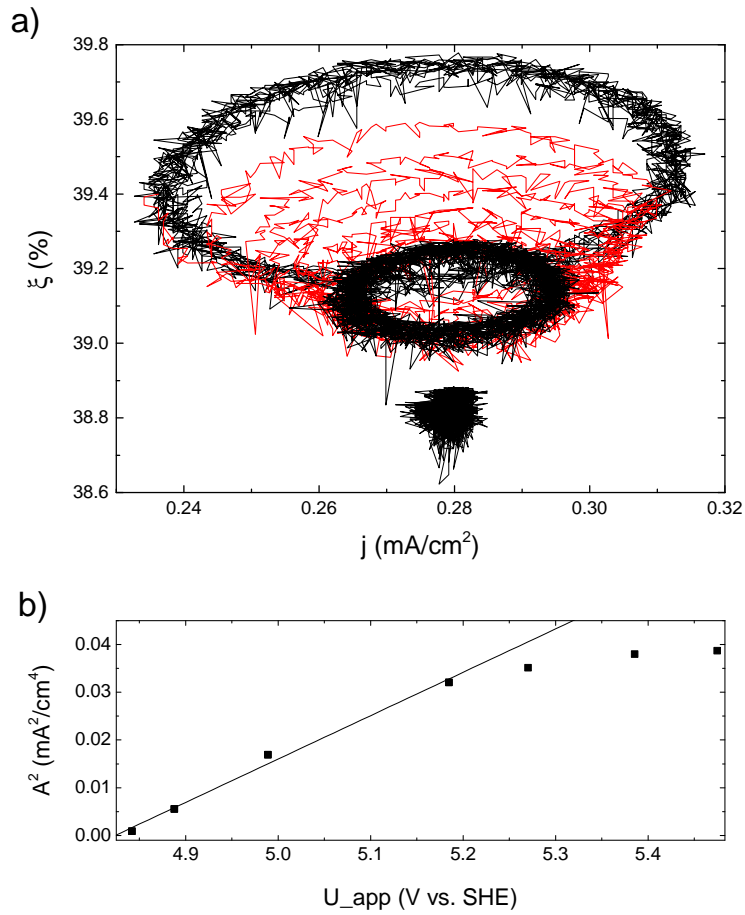 a)
39.8
39.6
39.4
39.2
39.0
38.8
38.6
ξ (%)
0.24 0.26 0.28 0.30 0.32
j (mA/cm²)
b)
0.04
0.03
0.02
0.01
0.00
A² (mA²/cm⁴)
4.9 5.0 5.1 5.2 5.3 5.4
U_app (V vs. SHE)